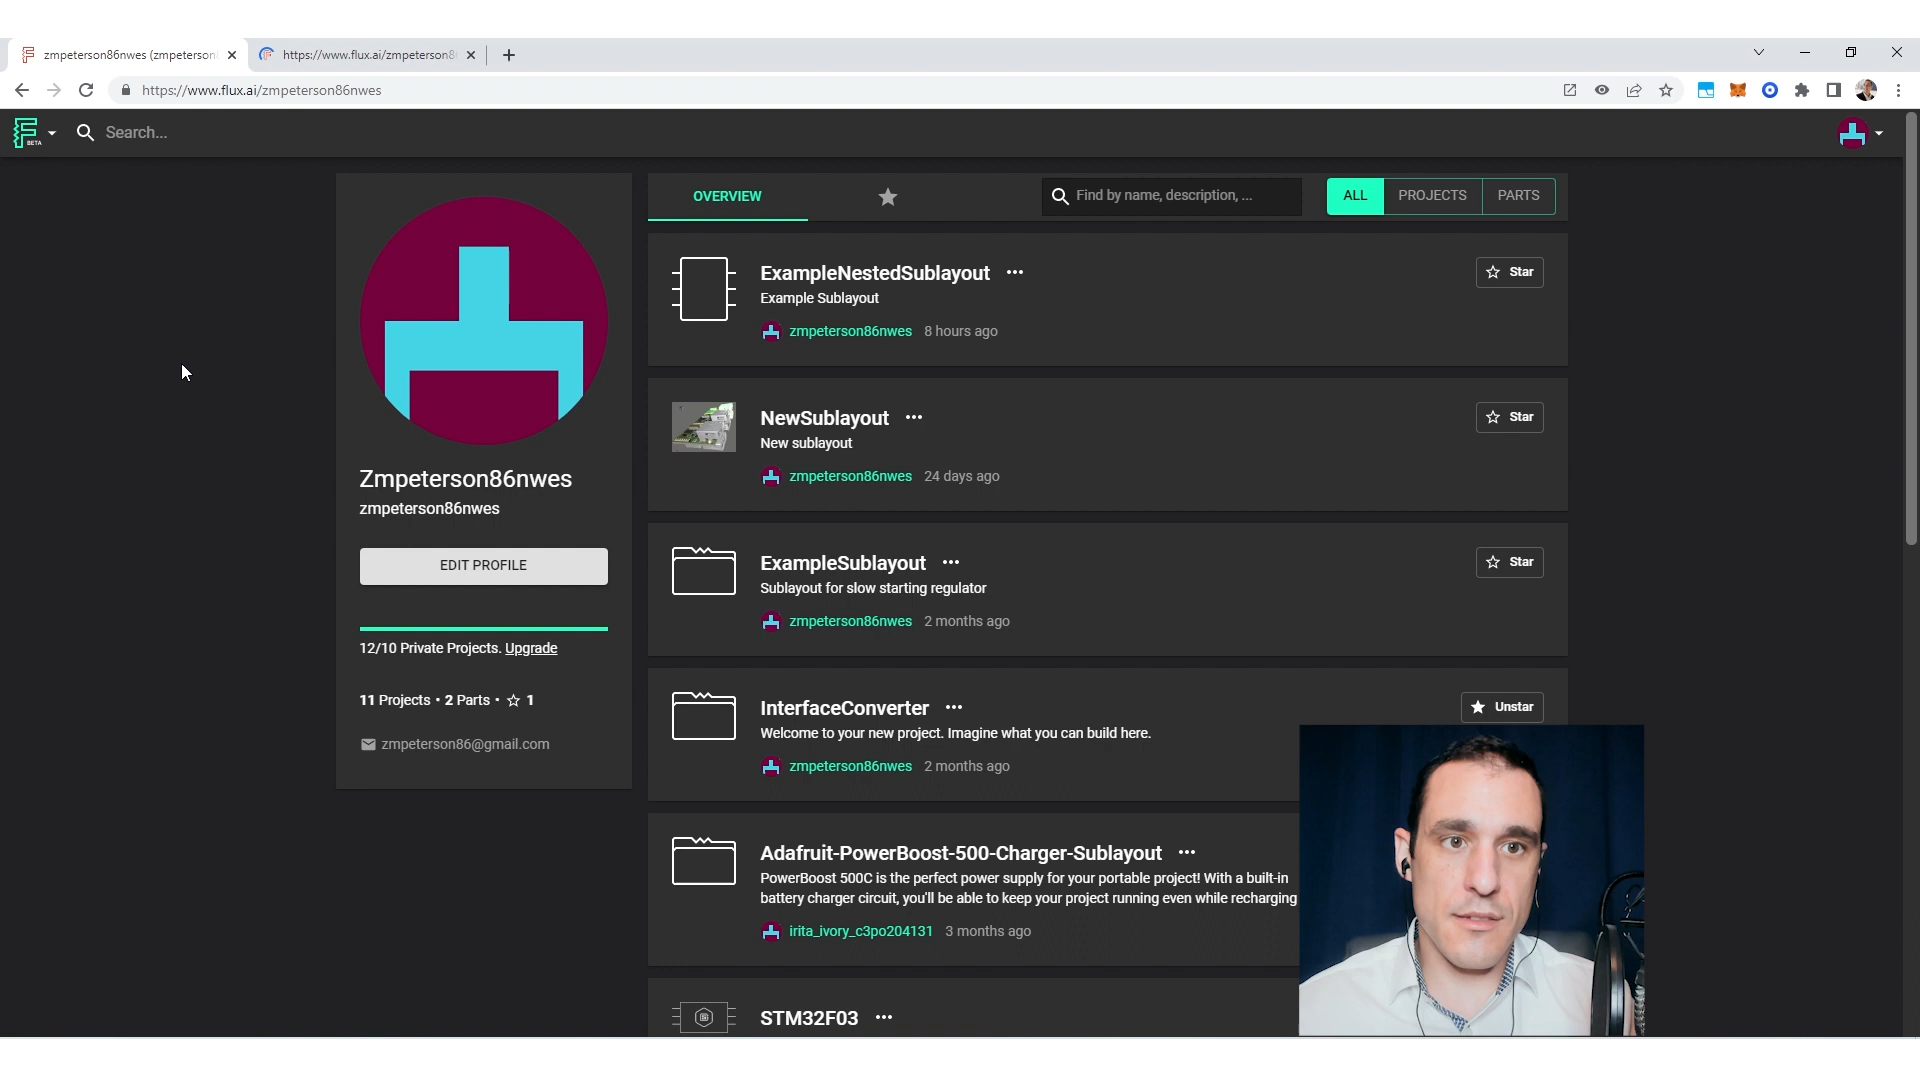 zmpeterson86nwes (zmpeterson
https://www.flux.ai/zmpeterson8
https://www.flux.ai/zmpeterson86nwes
BETA
Search...
OVERVIEW
Find by name, description, ...
ALL
PROJECTS
PARTS
Zmpeterson86nwes
zmpeterson86nwes
EDIT PROFILE
12/10 Private Projects. Upgrade
11 Projects • 2 Parts • 1
zmpeterson86@gmail.com
ExampleNestedSublayout
Star
Example Sublayout
zmpeterson86nwes 8 hours ago
NewSublayout
Star
New sublayout
zmpeterson86nwes 24 days ago
ExampleSublayout
Star
Sublayout for slow starting regulator
zmpeterson86nwes 2 months ago
InterfaceConverter
Unstar
Welcome to your new project. Imagine what you can build here.
zmpeterson86nwes 2 months ago
Adafruit-PowerBoost-500-Charger-Sublayout
PowerBoost 500C is the perfect power supply for your portable project! With a built-in
battery charger circuit, you'll be able to keep your project running even while recharging
irita_ivory_c3po204131 3 months ago
STM32F03